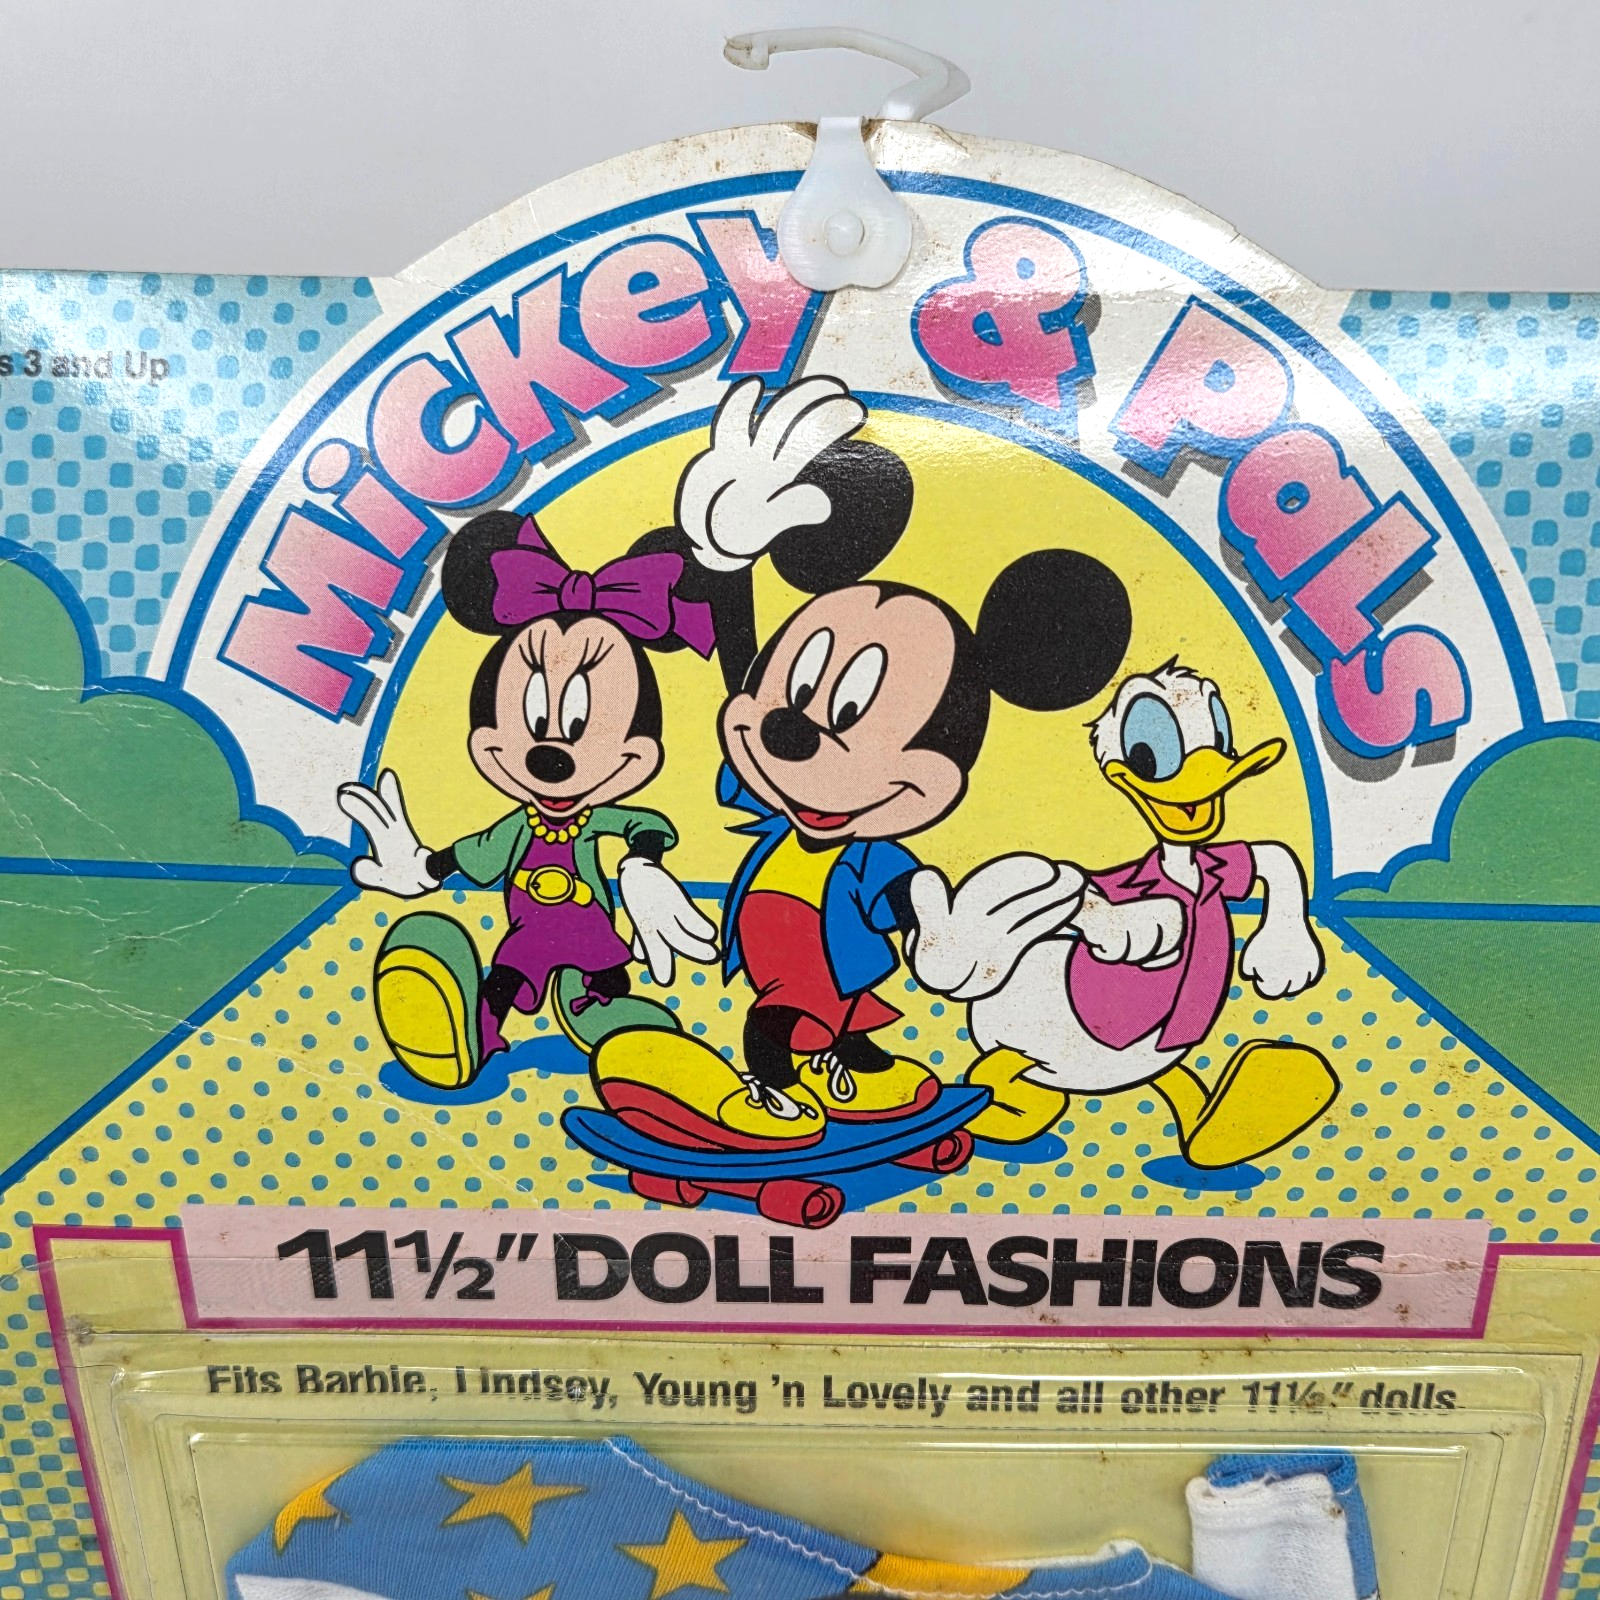 Mickey & Pals
3 and Up
11½" DOLL FASHIONS
Fits Barbie, Lindsey, Young 'n Lovely and all other 11½" dolls.